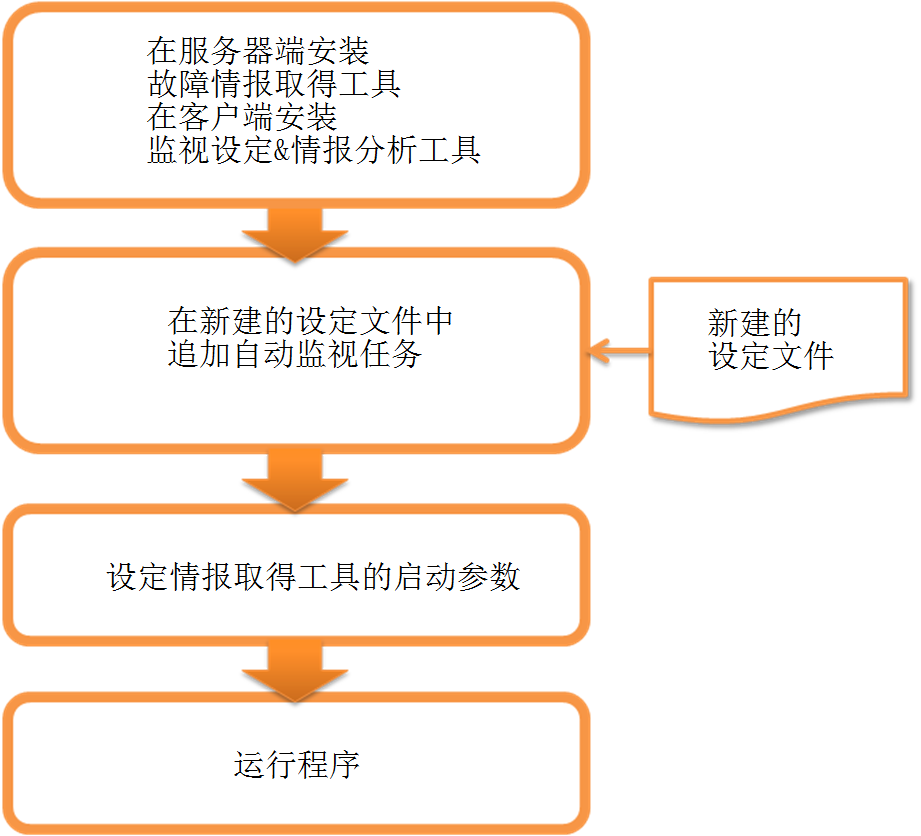 在服务器端安装
故障情报取得工具
在客户端安装
监视设定&情报分析工具
在新建的设定文件中
追加自动监视任务
新建的
设定文件
设定情报取得工具的启动参数
运行程序